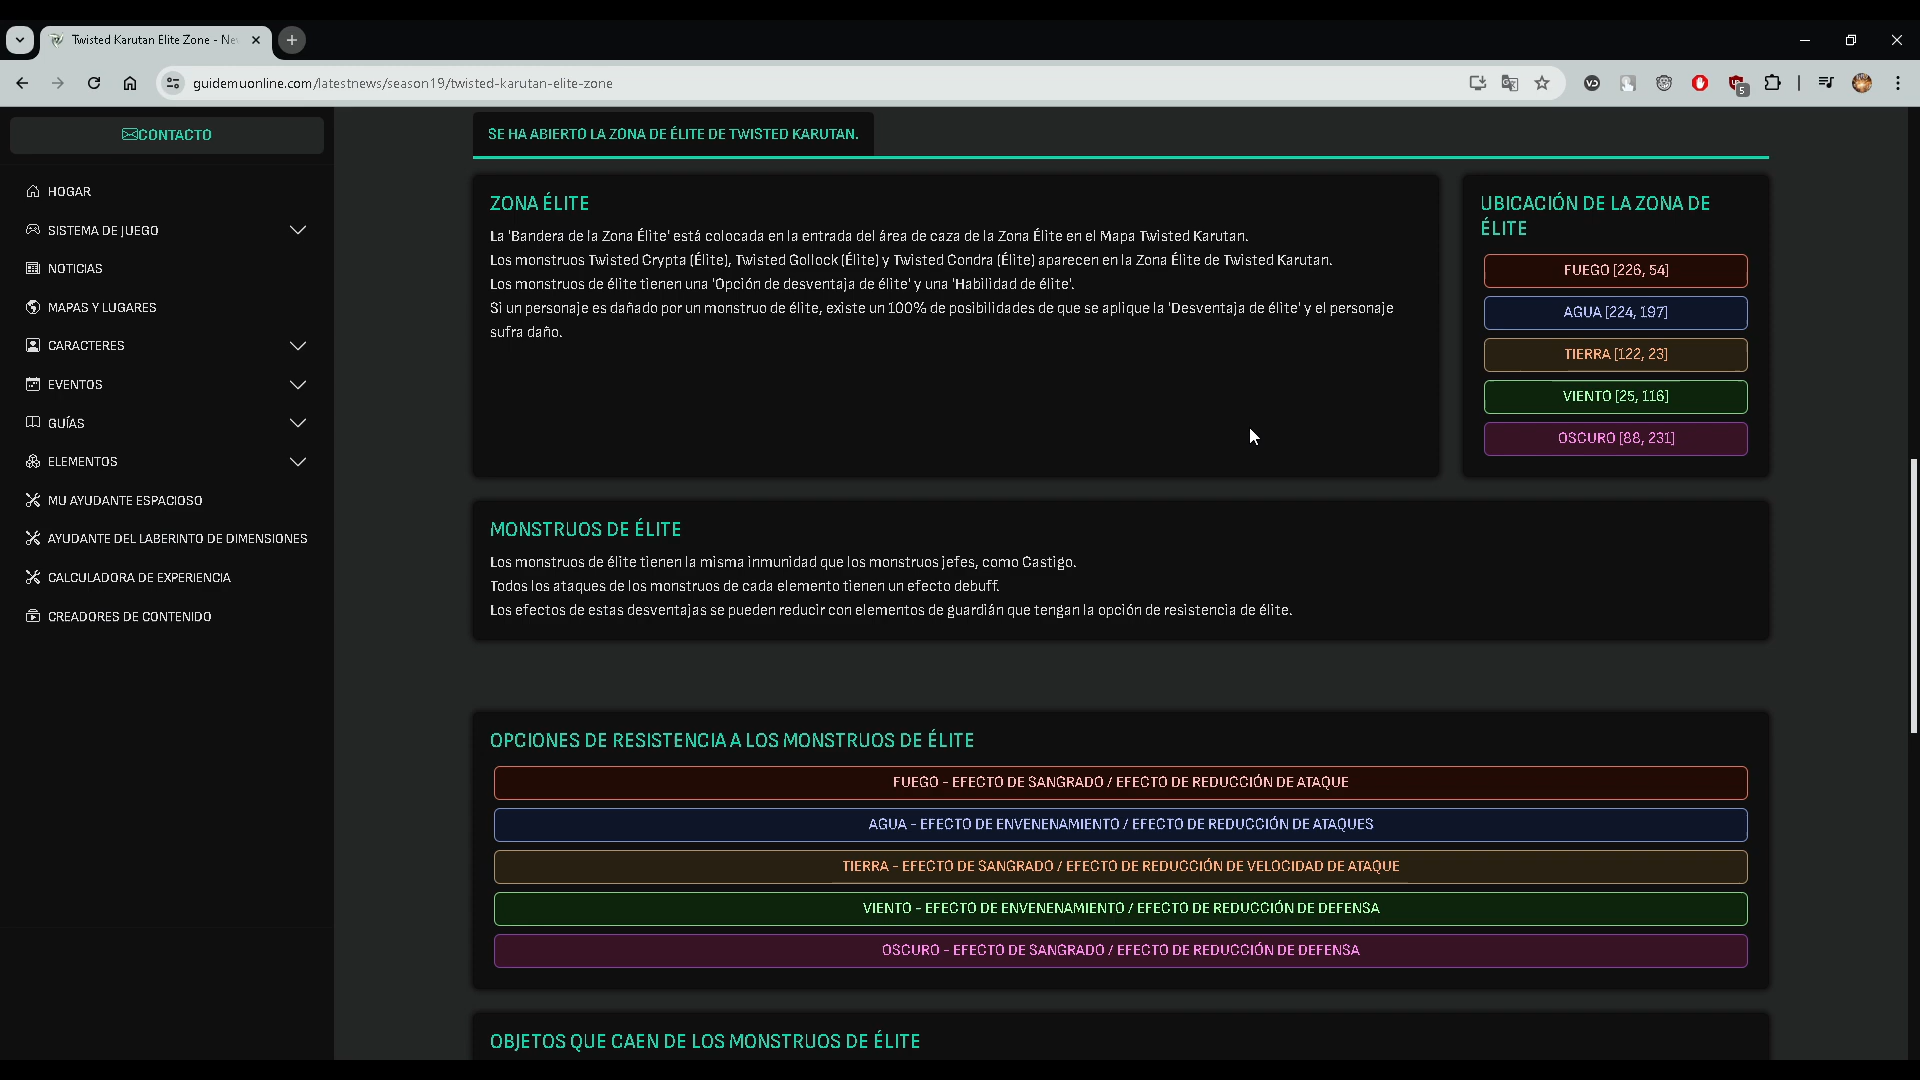 Twisted Karutan Elite Zone - Ne
guidemuonline.com/latestnews/season19/twisted-karutan-elite-zone
5
CONTACTO
HOGAR
SISTEMA DE JUEGO
NOTICIAS
MAPAS Y LUGARES
CARACTERES
EVENTOS
GUÍAS
ELEMENTOS
MU AYUDANTE ESPACIOSO
AYUDANTE DEL LABERINTO DE DIMENSIONES
CALCULADORA DE EXPERIENCIA
CREADORES DE CONTENIDO
SE HA ABIERTO LA ZONA DE ÉLITE DE TWISTED KARUTAN.
ZONA ÉLITE
La 'Bandera de la Zona Élite' está colocada en la entrada del área de caza de la Zona Élite en el Mapa Twisted Karutan.
Los monstruos Twisted Crypta (Élite), Twisted Gollock (Élite) y Twisted Condra (Élite) aparecen en la Zona Élite de Twisted Karutan.
Los monstruos de élite tienen una 'Opción de desventaja de élite' y una 'Habilidad de élite'.
Si un personaje es dañado por un monstruo de élite, existe un 100% de posibilidades de que se aplique la 'Desventaja de élite' y el personaje
sufra daño.
UBICACIÓN DE LA ZONA DE
ÉLITE
FUEGO [226, 54]
AGUA [224, 197]
TIERRA [122, 23]
VIENTO [25, 116]
OSCURO [88, 231]
MONSTRUOS DE ÉLITE
Los monstruos de élite tienen la misma inmunidad que los monstruos jefes, como Castigo.
Todos los ataques de los monstruos de cada elemento tienen un efecto debuff.
Los efectos de estas desventajas se pueden reducir con elementos de guardián que tengan la opción de resistencia de élite.
OPCIONES DE RESISTENCIA A LOS MONSTRUOS DE ÉLITE
FUEGO - EFECTO DE SANGRADO / EFECTO DE REDUCCIÓN DE ATAQUE
AGUA - EFECTO DE ENVENENAMIENTO / EFECTO DE REDUCCIÓN DE ATAQUES
TIERRA - EFECTO DE SANGRADO / EFECTO DE REDUCCIÓN DE VELOCIDAD DE ATAQUE
VIENTO - EFECTO DE ENVENENAMIENTO / EFECTO DE REDUCCIÓN DE DEFENSA
OSCURO - EFECTO DE SANGRADO / EFECTO DE REDUCCIÓN DE DEFENSA
OBJETOS QUE CAEN DE LOS MONSTRUOS DE ÉLITE